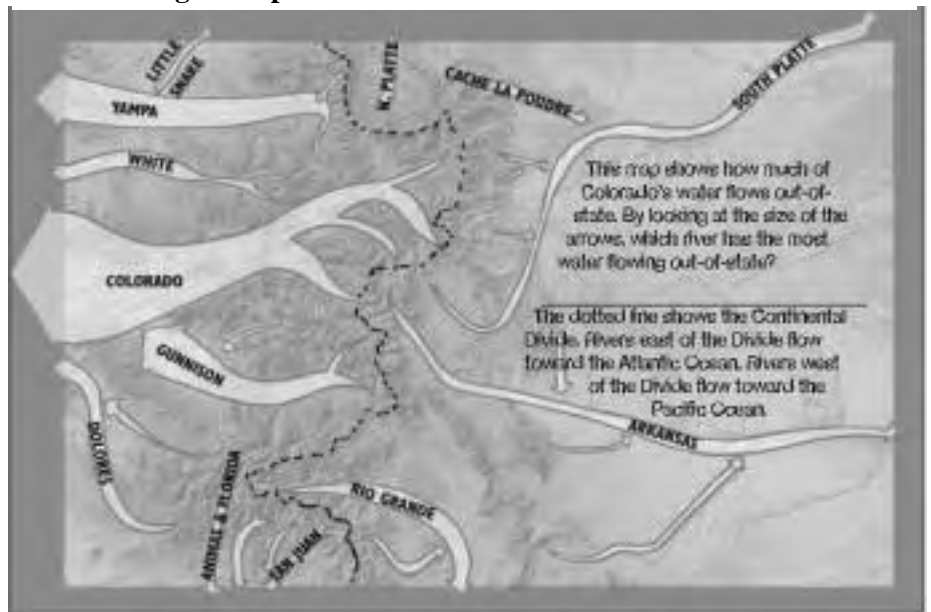 LITTLE
SNAKE
YAMPA
N. PLATTE
CACHE LA POUDRE
SOUTH PLATTE
WHITE
This map shows how much of
Colorado's water flows out-of-
state. By looking at the size of the
arrows, which river has the most
water flowing out-of-state?
COLORADO
The dotted line shows the Continental
Divide. Rivers east of the Divide flow
toward the Atlantic Ocean. Rivers west
of the Divide flow toward the
Pacific Ocean.
GUNNISON
ARKANSAS
DOLORES
ANIMAS & FLORIDA
RIO GRANDE
SAN JUAN